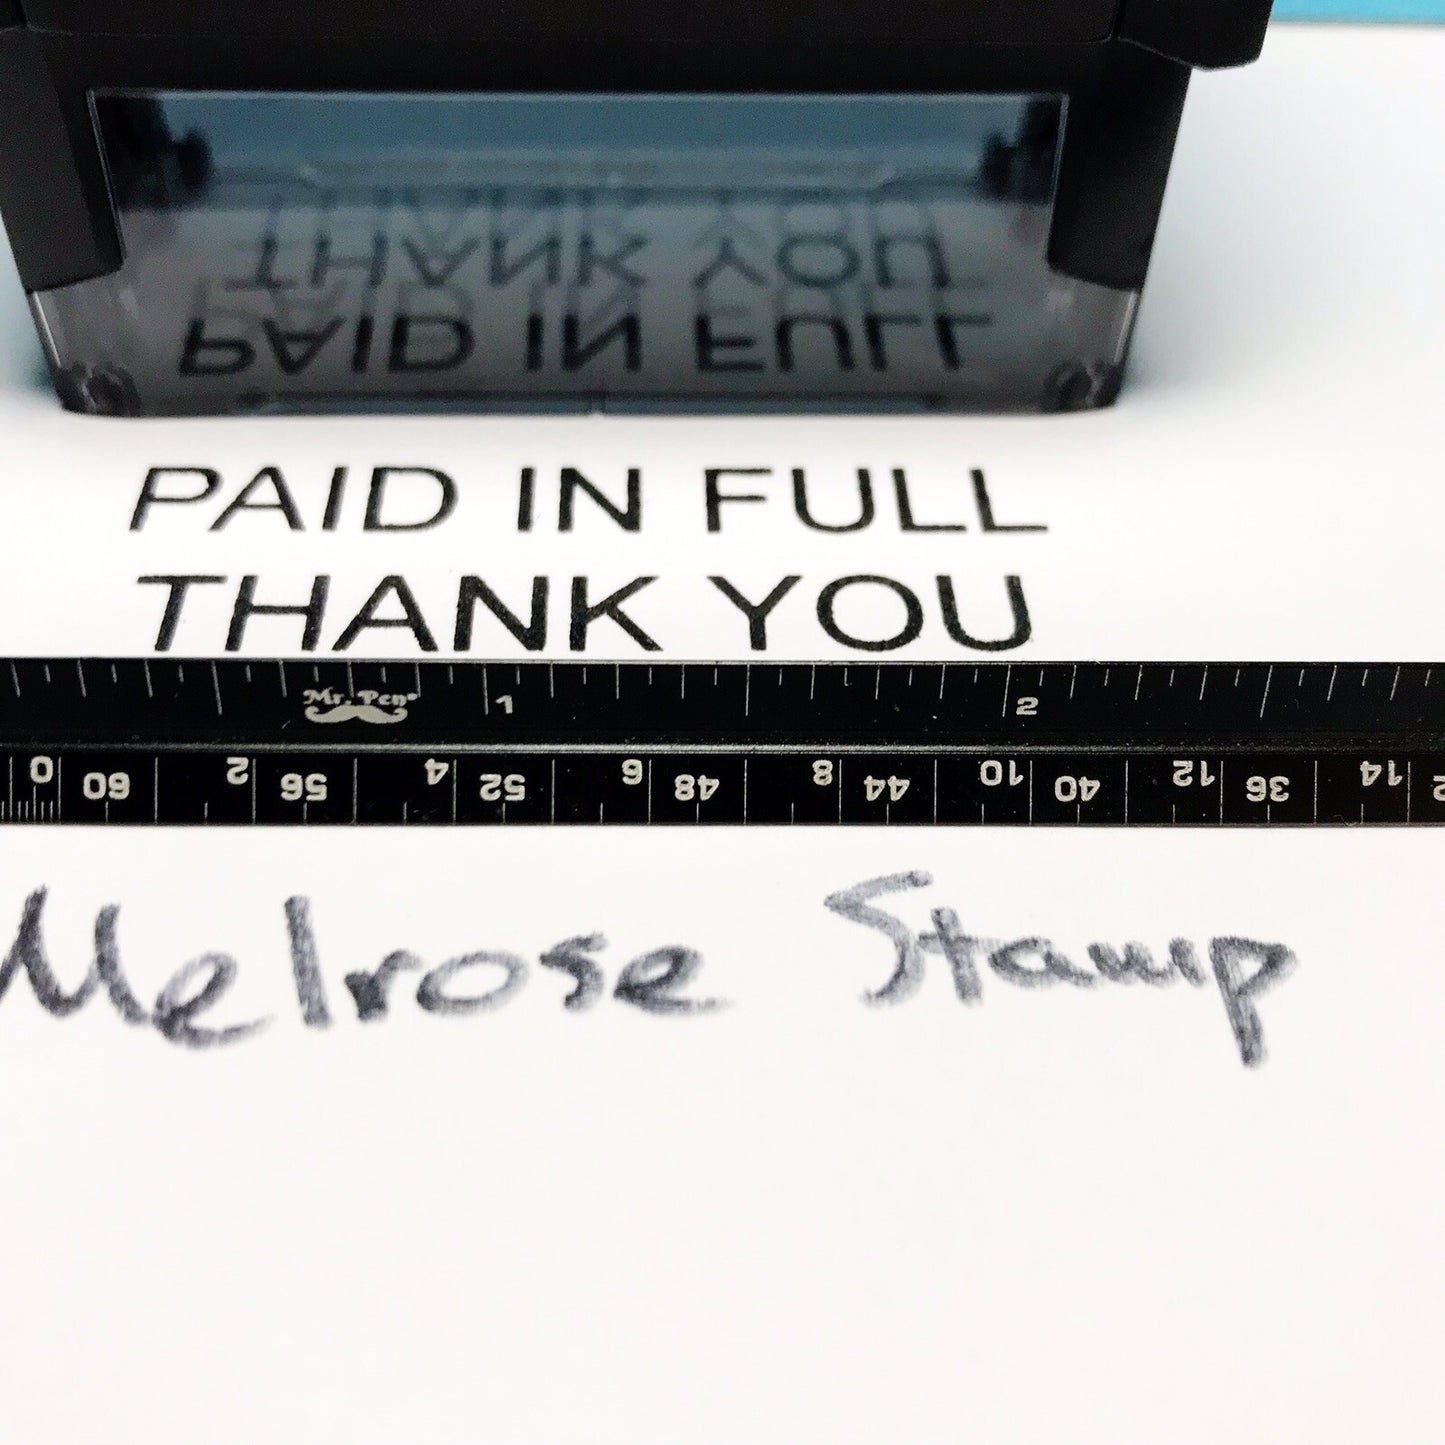 THANK YOU
PAID IN FULL
PAID IN FULL
THANK YOU
Mr. Pen®
1 2
0 60 2 56 4 52 6 48 8 44 10 40 12 36 14
Melrose Stamp